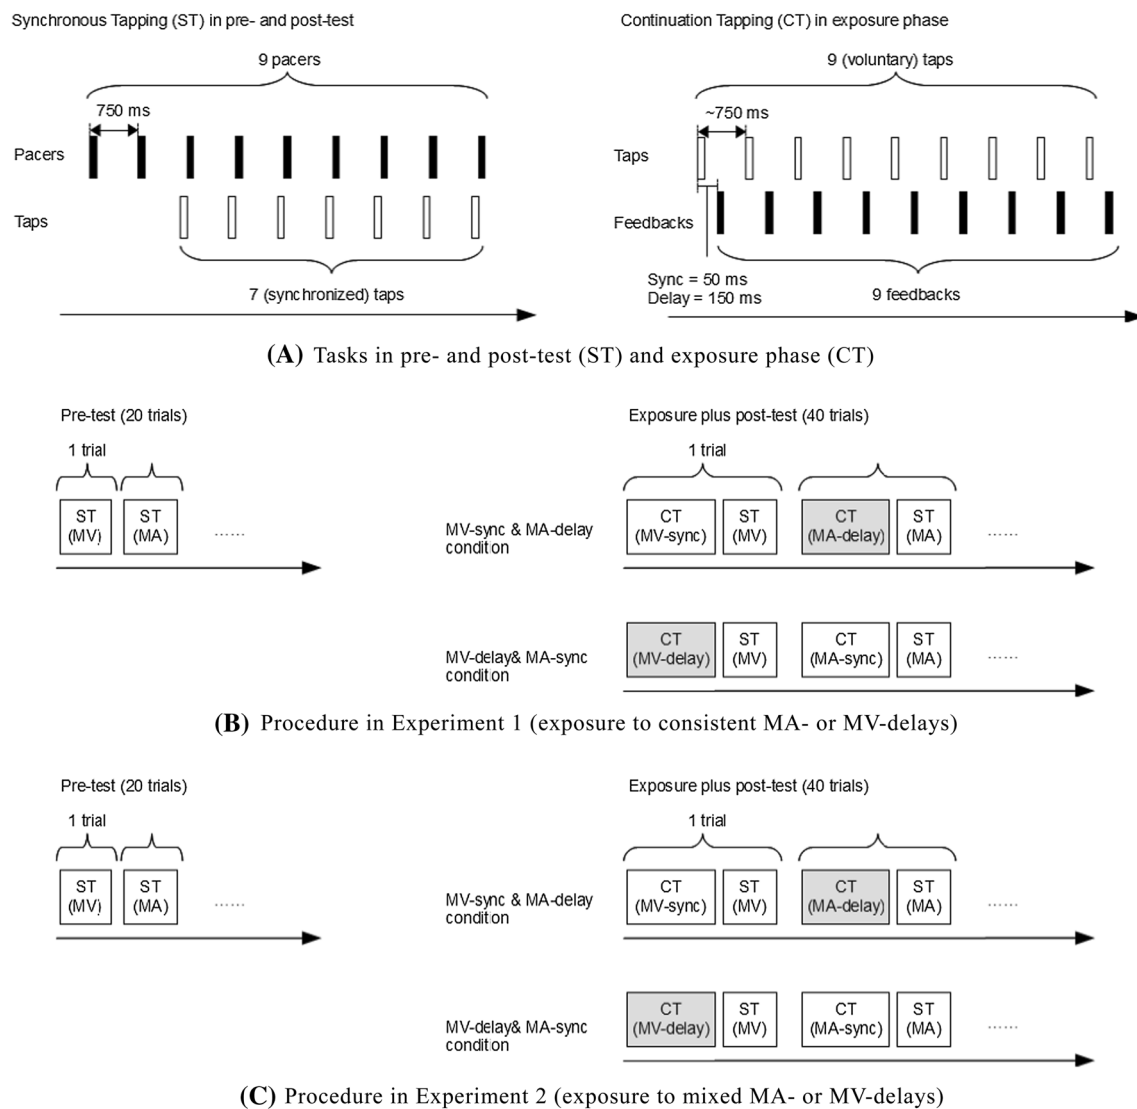 Synchronous Tapping (ST) in pre- and post-test
9 pacers
750 ms
Pacers
Taps
7 (synchronized) taps
Continuation Tapping (CT) in exposure phase
9 (voluntary) taps
~750 ms
Taps
Feedbacks
Sync = 50 ms
Delay = 150 ms
9 feedbacks
(A) Tasks in pre- and post-test (ST) and exposure phase (CT)
Pre-test (20 trials)
1 trial
ST
(MV)
ST
(MA)
......
Exposure plus post-test (40 trials)
1 trial
MV-sync & MA-delay
condition
CT
(MV-sync)
ST
(MV)
CT
(MA-delay)
ST
(MA)
......
MV-delay& MA-sync
condition
CT
(MV-delay)
ST
(MV)
CT
(MA-sync)
ST
(MA)
......
(B) Procedure in Experiment 1 (exposure to consistent MA- or MV-delays)
Pre-test (20 trials)
1 trial
ST
(MV)
ST
(MA)
......
Exposure plus post-test (40 trials)
1 trial
MV-sync & MA-delay
condition
CT
(MV-sync)
ST
(MV)
CT
(MA-delay)
ST
(MA)
......
MV-delay& MA-sync
condition
CT
(MV-delay)
ST
(MV)
CT
(MA-sync)
ST
(MA)
......
(C) Procedure in Experiment 2 (exposure to mixed MA- or MV-delays)